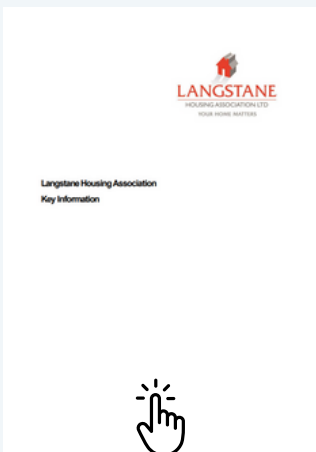 LANGSTANE
HOUSING ASSOCIATION LTD
YOUR HOME MATTERS
Langstane Housing Association
Key Information